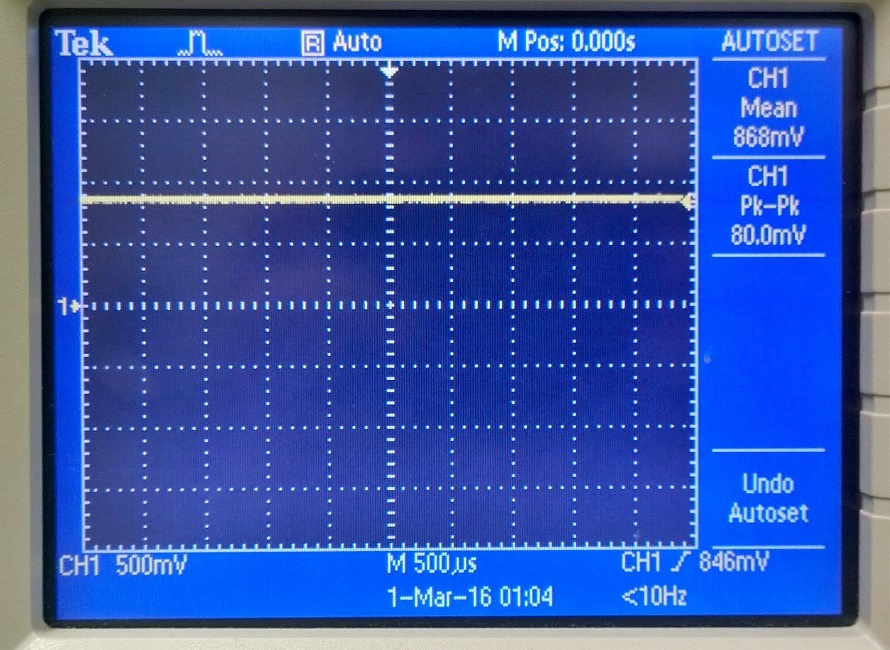 Tek R Auto M Pos: 0.000s AUTOSET
CH1
Mean
868mV
CH1
Pk-Pk
80.0mV
1
Undo
Autoset
CH1 500mV M 500µs CH1 846mV
1-Mar-16 01:04 <10Hz